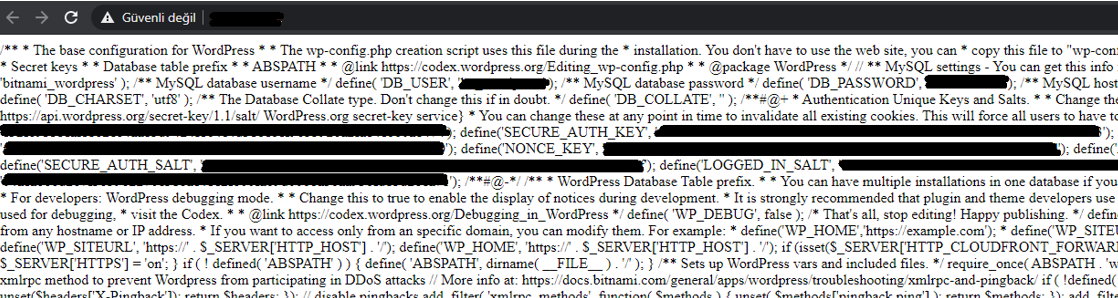 Güvenli değil
/** * The base configuration for WordPress * * The wp-config.php creation script uses this file during the * installation. You don't have to use the web site, you can * copy this file to "wp-con
* Secret keys * * Database table prefix * * ABSPATH * * @link https://codex.wordpress.org/Editing_wp-config.php * * @package WordPress */ // ** MySQL settings - You can get this info
'bitnami_wordpress' ); /** MySQL database username */ define( 'DB_USER', ' ); /** MySQL database password */ define( 'DB_PASSWORD', ); /** MySQL host
define( 'DB_CHARSET', 'utf8' ); /** The Database Collate type. Don't change this if in doubt. */ define( 'DB_COLLATE', '' ); /**#@+ * Authentication Unique Keys and Salts. * * Change the
https://api.wordpress.org/secret-key/1.1/salt/ WordPress.org secret-key service} * You can change these at any point in time to invalidate all existing cookies. This will force all users to have to
); define('SECURE_AUTH_KEY', ');
'); define('NONCE_KEY', ');
define('SECURE_AUTH_SALT', '); define('LOGGED_IN_SALT',
'); /**#@-*/ /** * WordPress Database Table prefix. * * You can have multiple installations in one database if you
* For developers: WordPress debugging mode. * * Change this to true to enable the display of notices during development. * It is strongly recommended that plugin and theme developers use
used for debugging, * visit the Codex. * * @link https://codex.wordpress.org/Debugging_in_WordPress */ define( 'WP_DEBUG', false ); /* That's all, stop editing! Happy publishing. */
from any hostname or IP address. * If you want to access only from an specific domain, you can modify them. For example: * define('WP_HOME','https://example.com'); *
define('WP_SITEURL', 'https://' . $_SERVER['HTTP_HOST'] . '/'); define('WP_HOME', 'https://' . $_SERVER['HTTP_HOST'] . '/'); if (isset($_SERVER['HTTP_CLOUDFRONT_FORWAR
$_SERVER['HTTPS'] = 'on'; } if ( ! defined( 'ABSPATH' ) ) { define( 'ABSPATH', dirname( __FILE__ ) . '/' ); } /** Sets up WordPress vars and included files. */ require_once( ABSPATH . 'w
xmlrpc method to prevent Wordpress from participating in DDoS attacks // More info at: https://docs.bitnami.com/general/apps/wordpress/troubleshooting/xmlrpc-and-pingback/ if ( !define
unset($headers['X-Pingback']); return $headers; }); // disable pingbacks add_filter( 'xmlrpc_methods', function( $methods ) { unset( $methods['pingback.ping'] ); return $methods; });